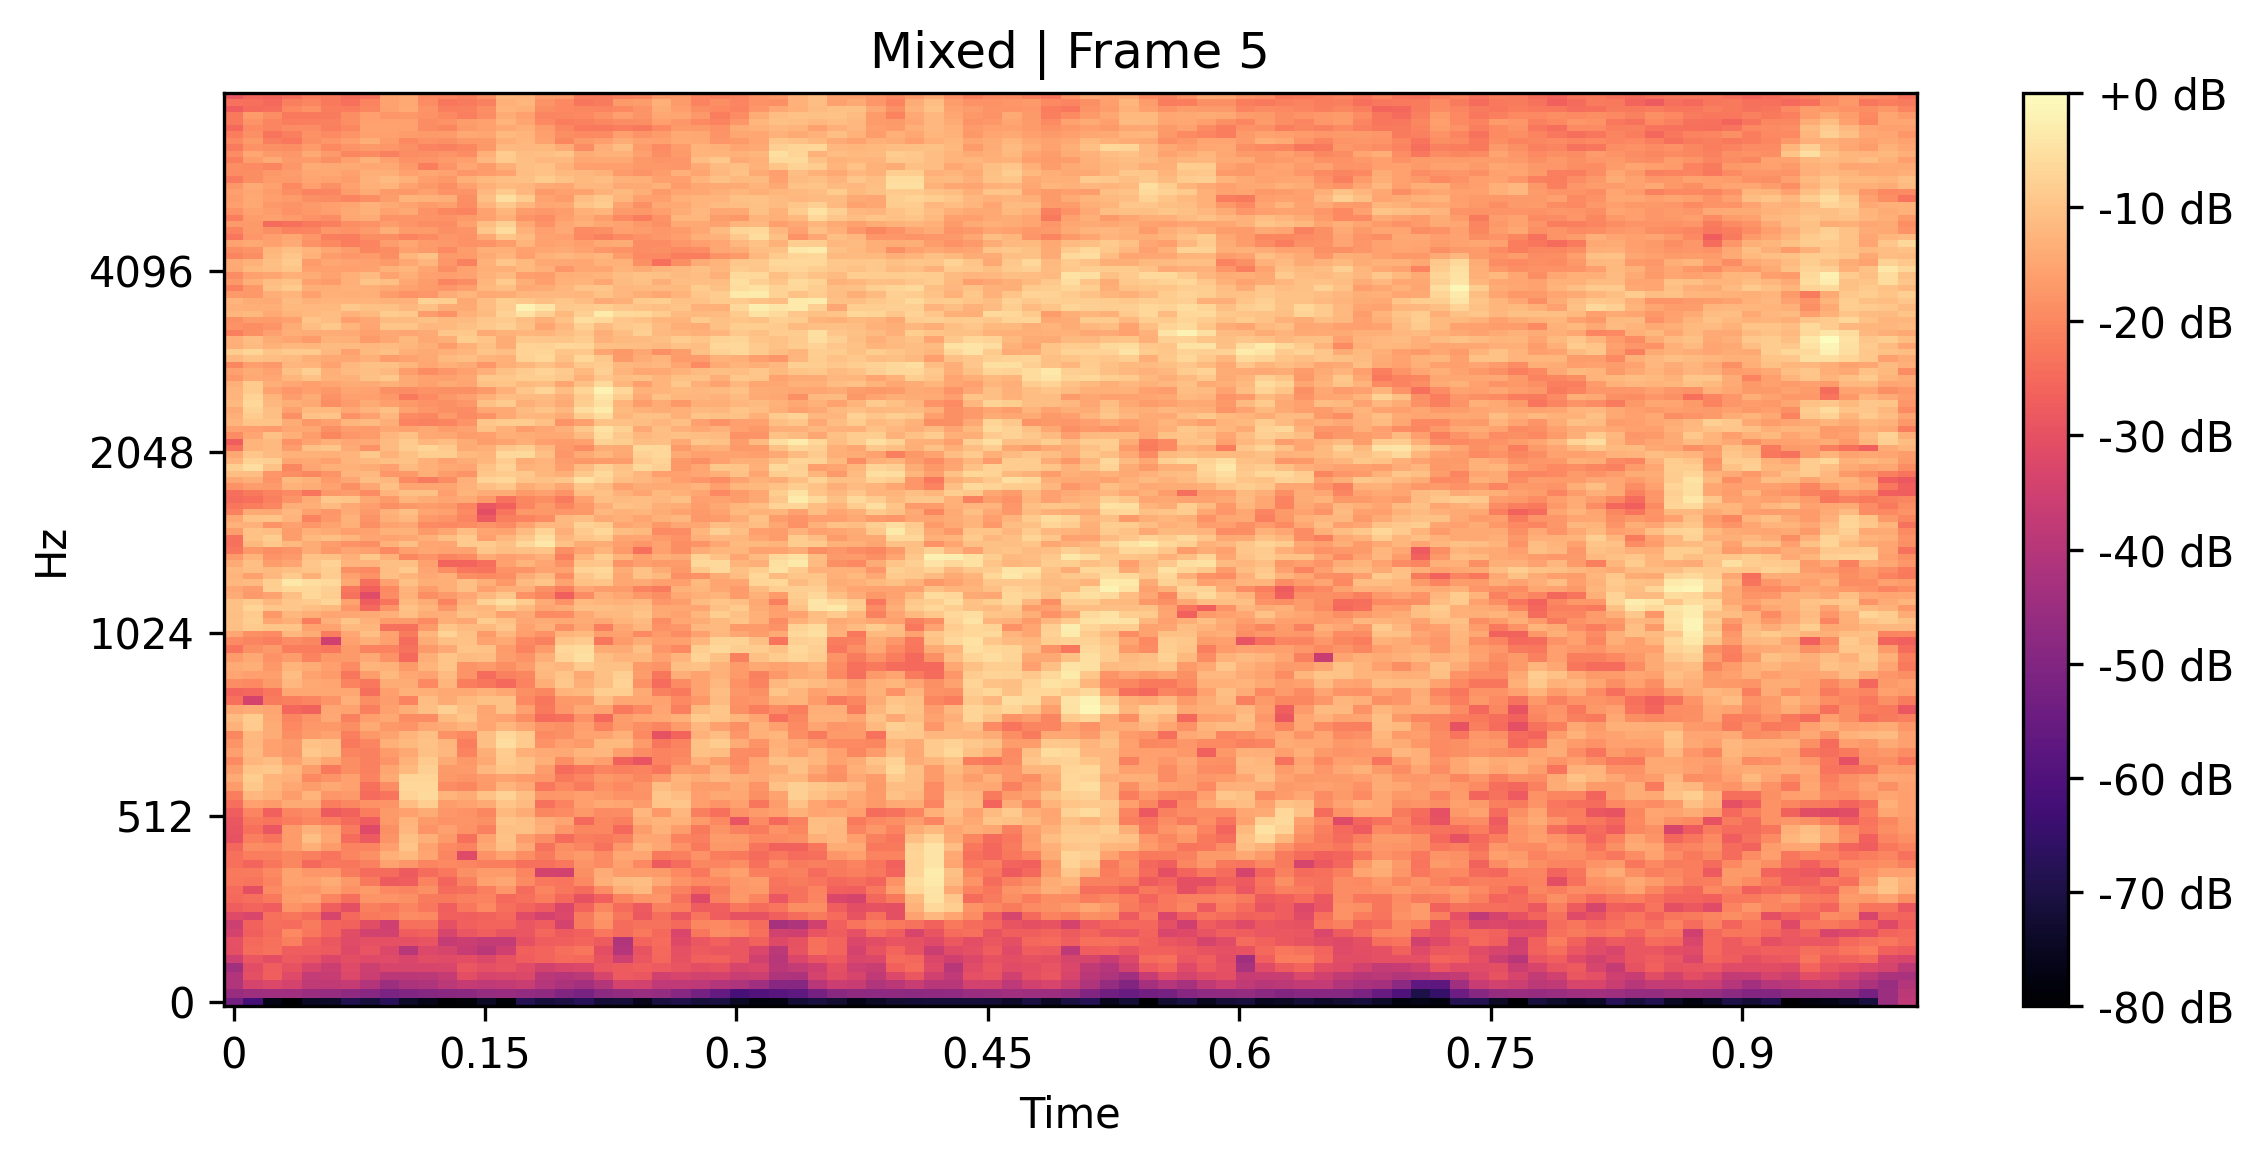 Mixed | Frame 5
+0 dB
-10 dB
-20 dB
-30 dB
-40 dB
-50 dB
-60 dB
-70 dB
-80 dB
Hz
4096
2048
1024
512
0
0 0.15 0.3 0.45 0.6 0.75 0.9
Time